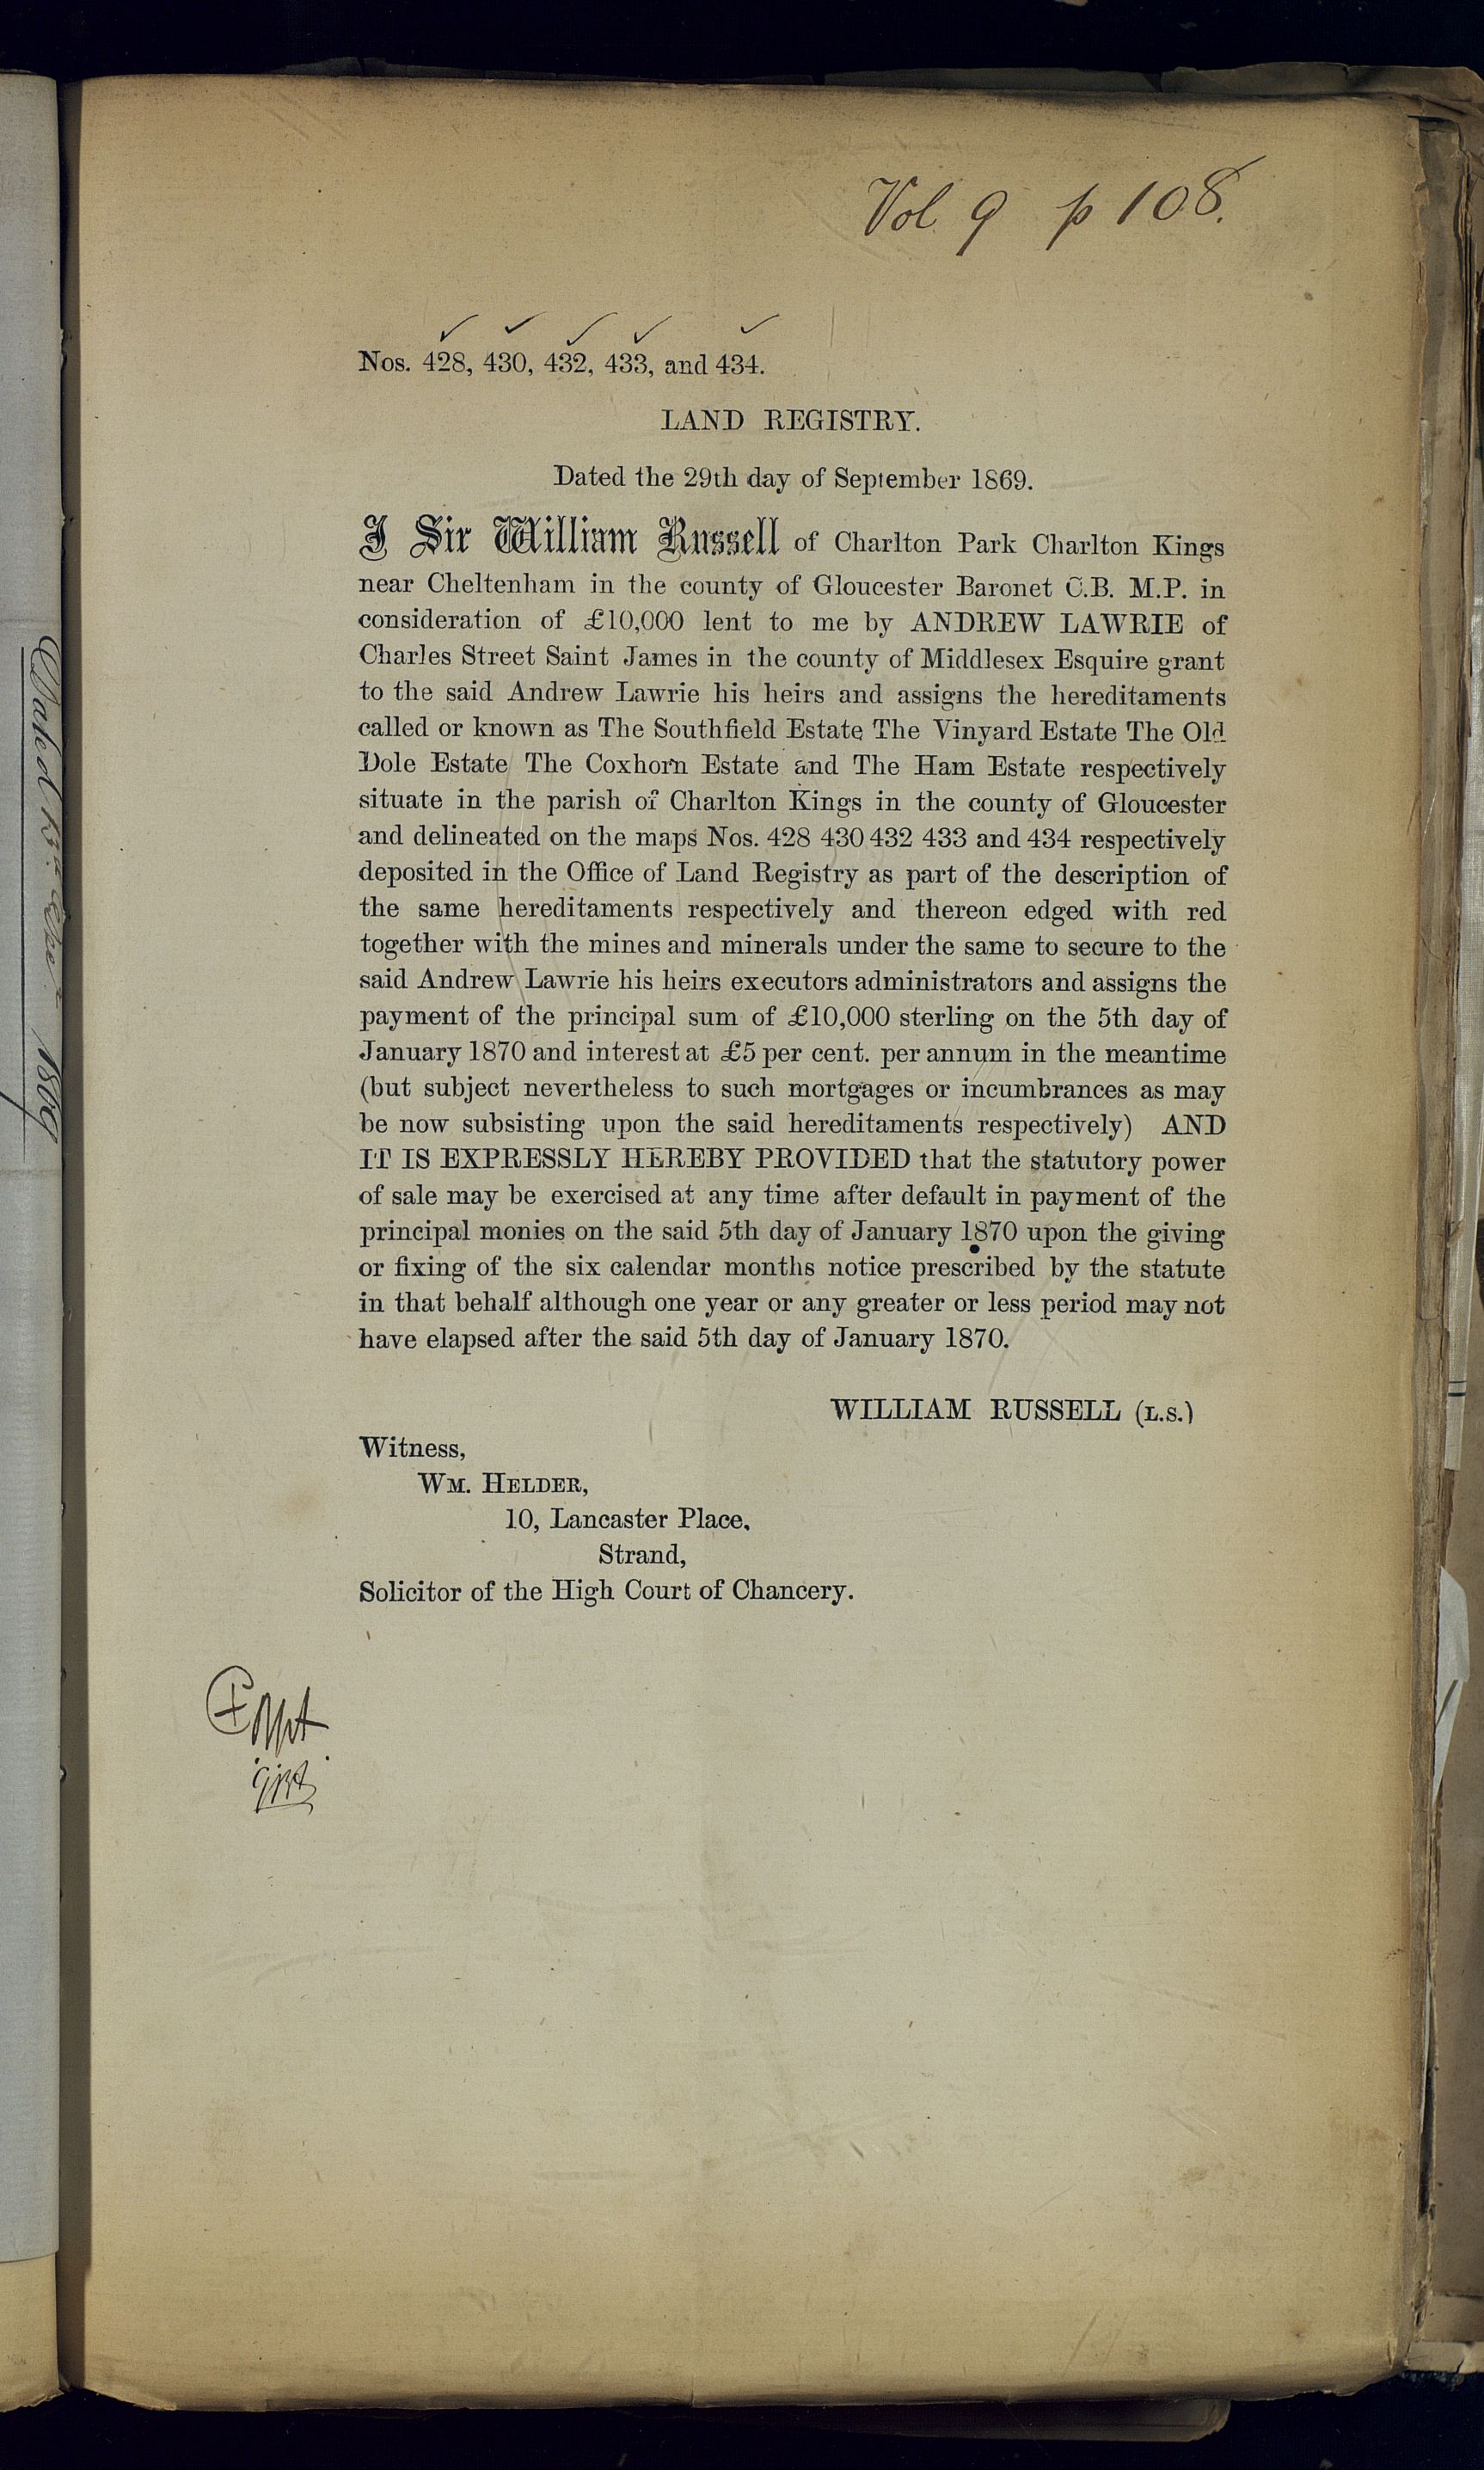 Vol. 9 p 108.
Nos. 428, 430, 432, 433, and 434.
LAND REGISTRY.
Dated the 29th day of September 1869.
I Sir William Russell of Charlton Park Charlton Kings
near Cheltenham in the county of Gloucester Baronet C.B. M.P. in
consideration of £10,000 lent to me by ANDREW LAWRIE of
Charles Street Saint James in the county of Middlesex Esquire grant
to the said Andrew Lawrie his heirs and assigns the hereditaments
called or known as The Southfield Estate The Vinyard Estate The Old
Dole Estate The Coxhorn Estate and The Ham Estate respectively
situate in the parish of Charlton Kings in the county of Gloucester
and delineated on the maps Nos. 428 430 432 433 and 434 respectively
deposited in the Office of Land Registry as part of the description of
the same hereditaments respectively and thereon edged with red
together with the mines and minerals under the same to secure to the
said Andrew Lawrie his heirs executors administrators and assigns the
payment of the principal sum of £10,000 sterling on the 5th day of
January 1870 and interest at £5 per cent. per annum in the meantime
(but subject nevertheless to such mortgages or incumbrances as may
be now subsisting upon the said hereditaments respectively) AND
IT IS EXPRESSLY HEREBY PROVIDED that the statutory power
of sale may be exercised at any time after default in payment of the
principal monies on the said 5th day of January 1870 upon the giving
or fixing of the six calendar months notice prescribed by the statute
in that behalf although one year or any greater or less period may not
have elapsed after the said 5th day of January 1870.
WILLIAM RUSSELL (L.S.)
Witness,
WM. HELDER,
10, Lancaster Place,
Strand,
Solicitor of the High Court of Chancery.
Dated 1869